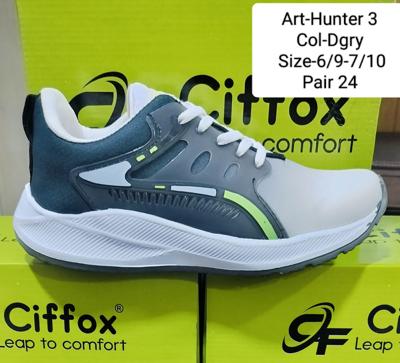 Art-Hunter 3
Col-Dgry
Size-6/9-7/10
Pair 24
Ciffox
Leap to comfort
Ciffox®
Leap to comfort